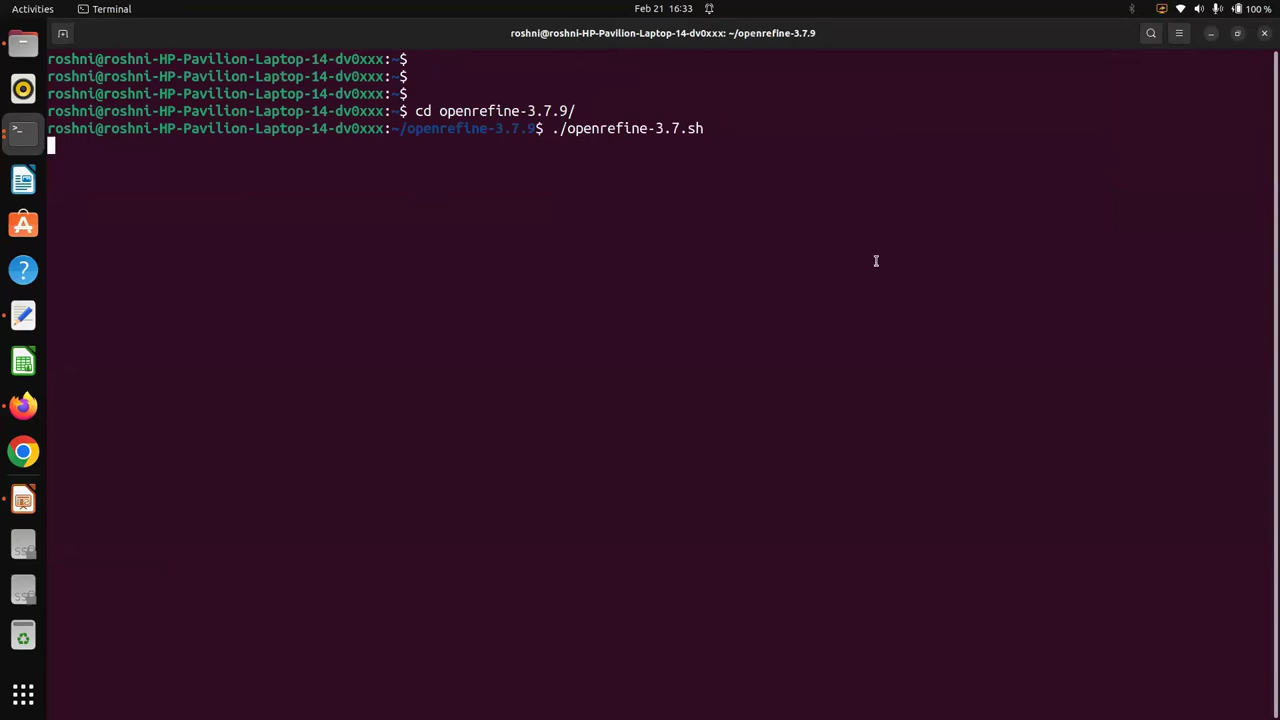 Activities
Terminal
Feb 21 16:33
100 %
roshni@roshni-HP-Pavilion-Laptop-14-dv0xxx: ~/openrefine-3.7.9
roshni@roshni-HP-Pavilion-Laptop-14-dv0xxx:~$
roshni@roshni-HP-Pavilion-Laptop-14-dv0xxx:~$
roshni@roshni-HP-Pavilion-Laptop-14-dv0xxx:~$
roshni@roshni-HP-Pavilion-Laptop-14-dv0xxx:~$ cd openrefine-3.7.9/
roshni@roshni-HP-Pavilion-Laptop-14-dv0xxx:~/openrefine-3.7.9$ ./openrefine-3.7.sh